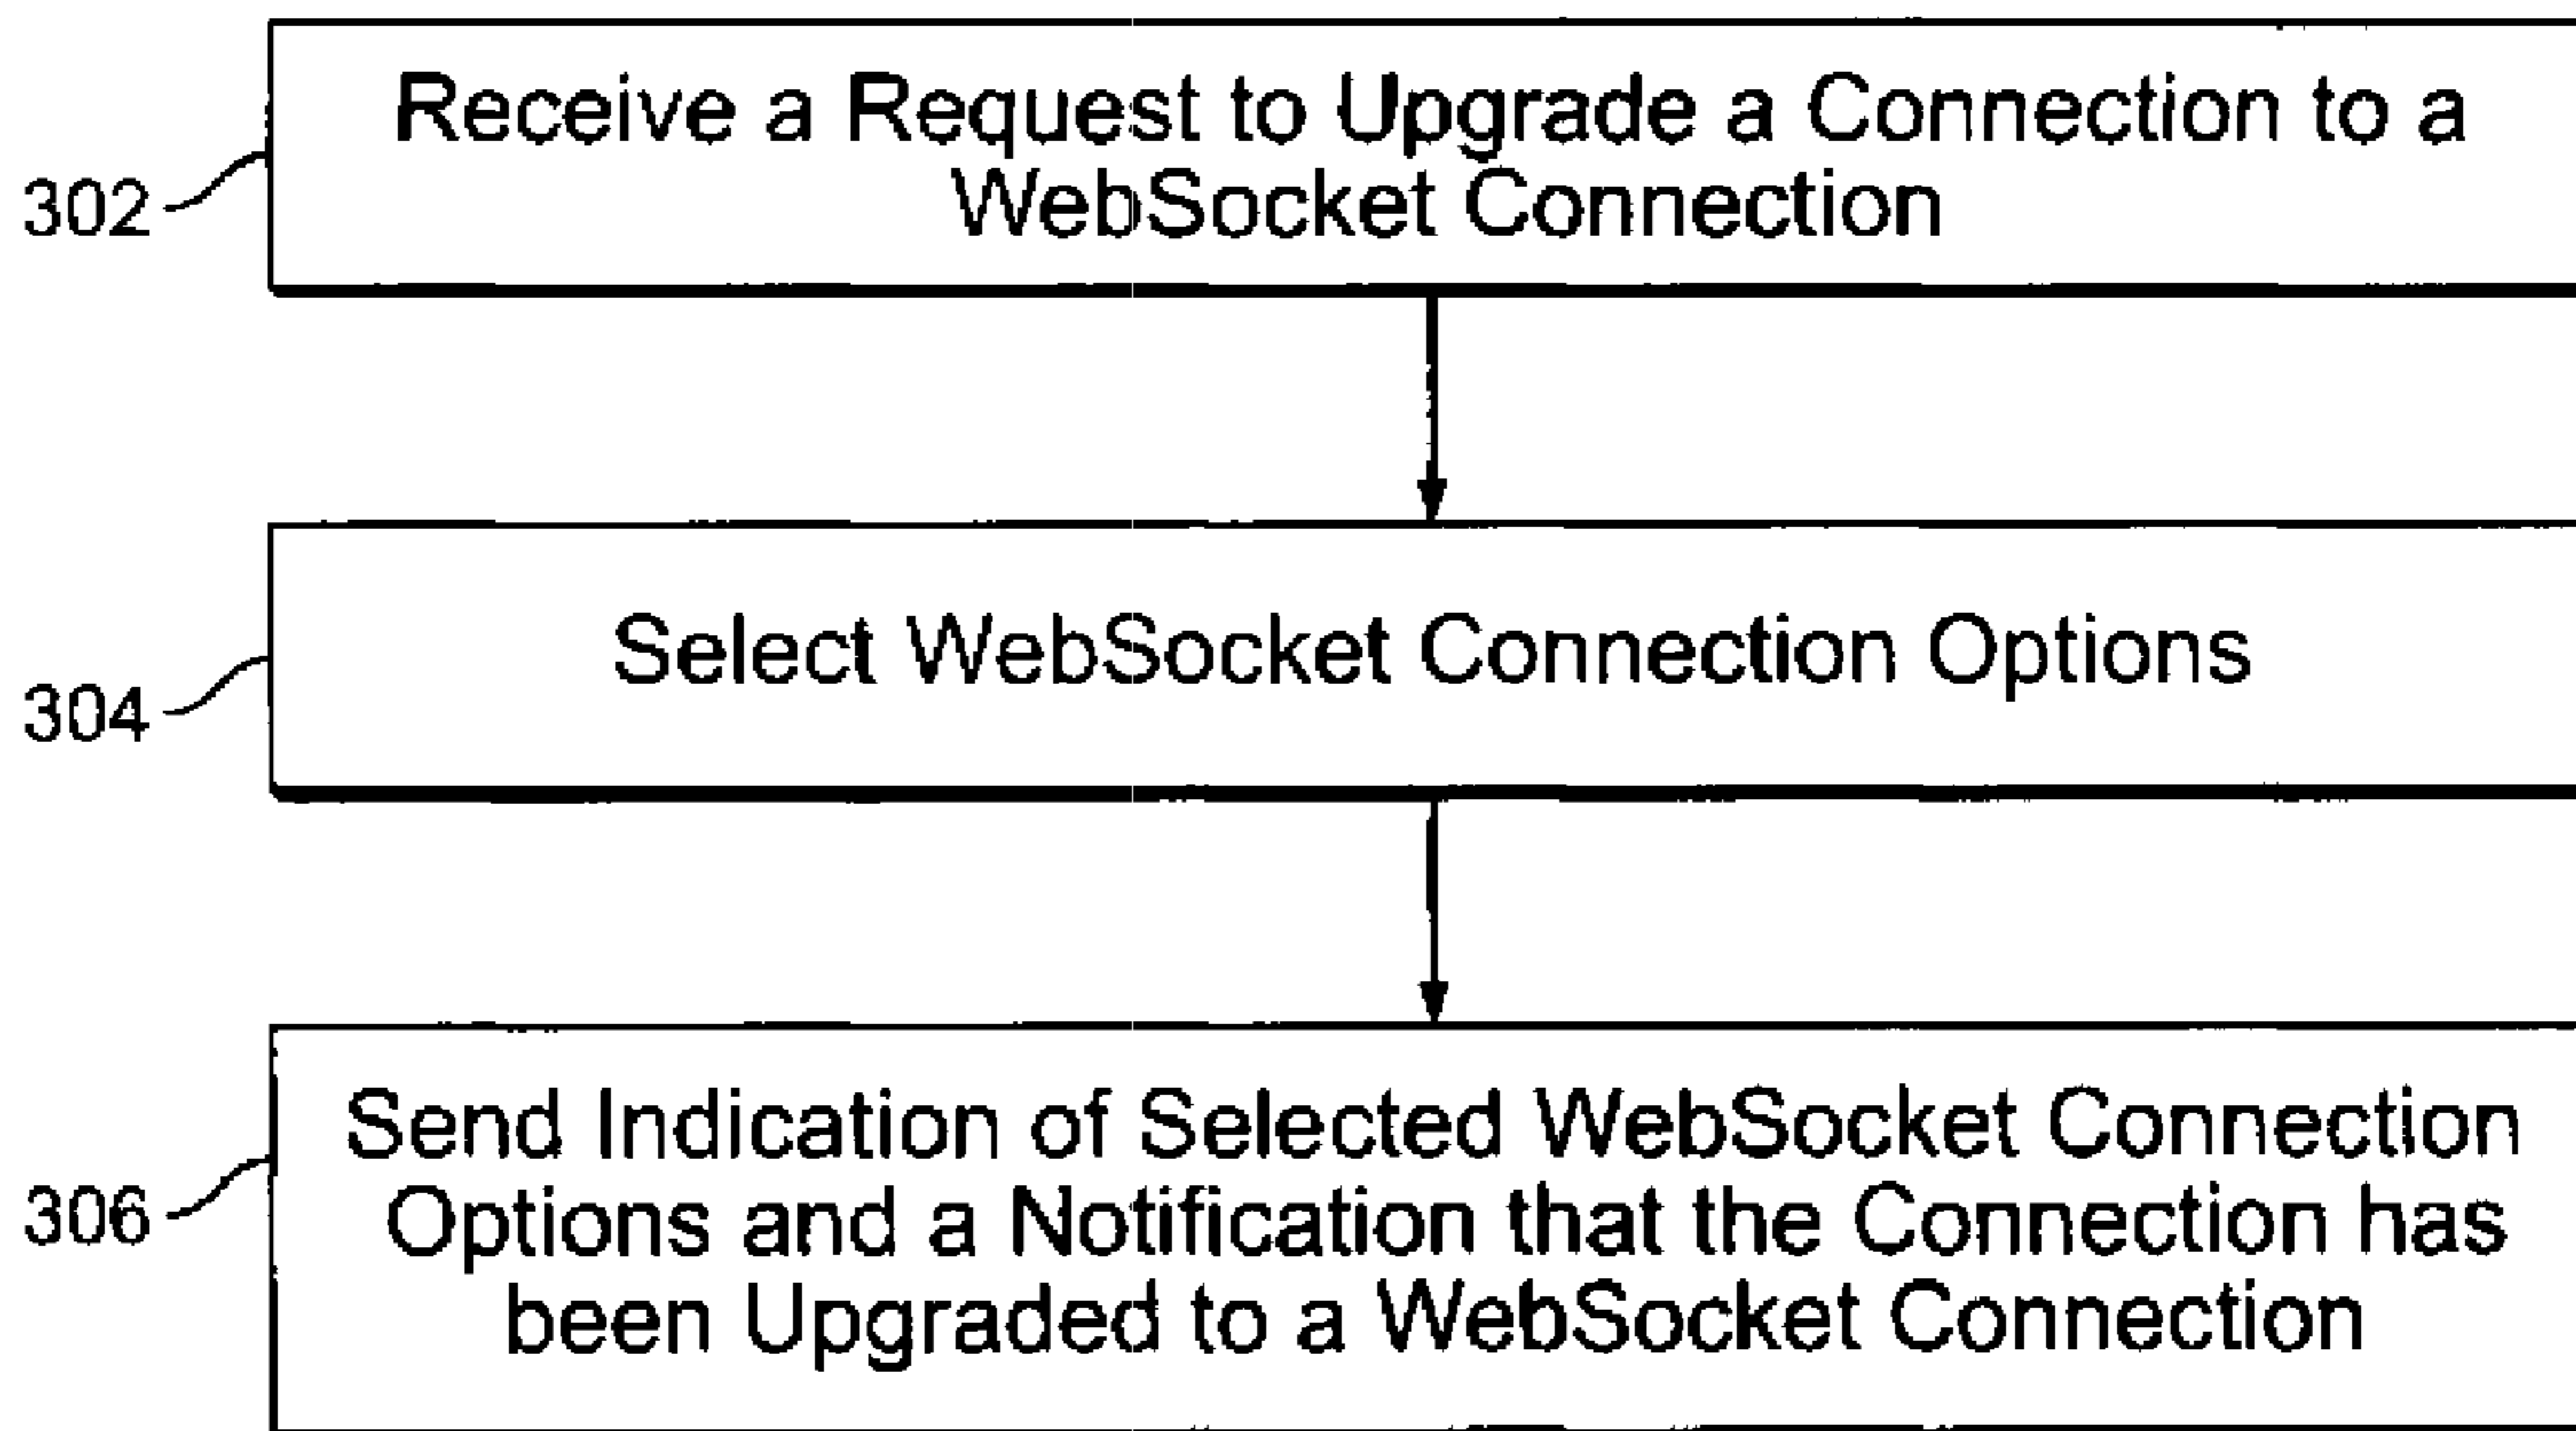 Receive a Request to Upgrade a Connection to a
WebSocket Connection
302
Select WebSocket Connection Options
304
Send Indication of Selected WebSocket Connection
Options and a Notification that the Connection has
been Upgraded to a WebSocket Connection
306